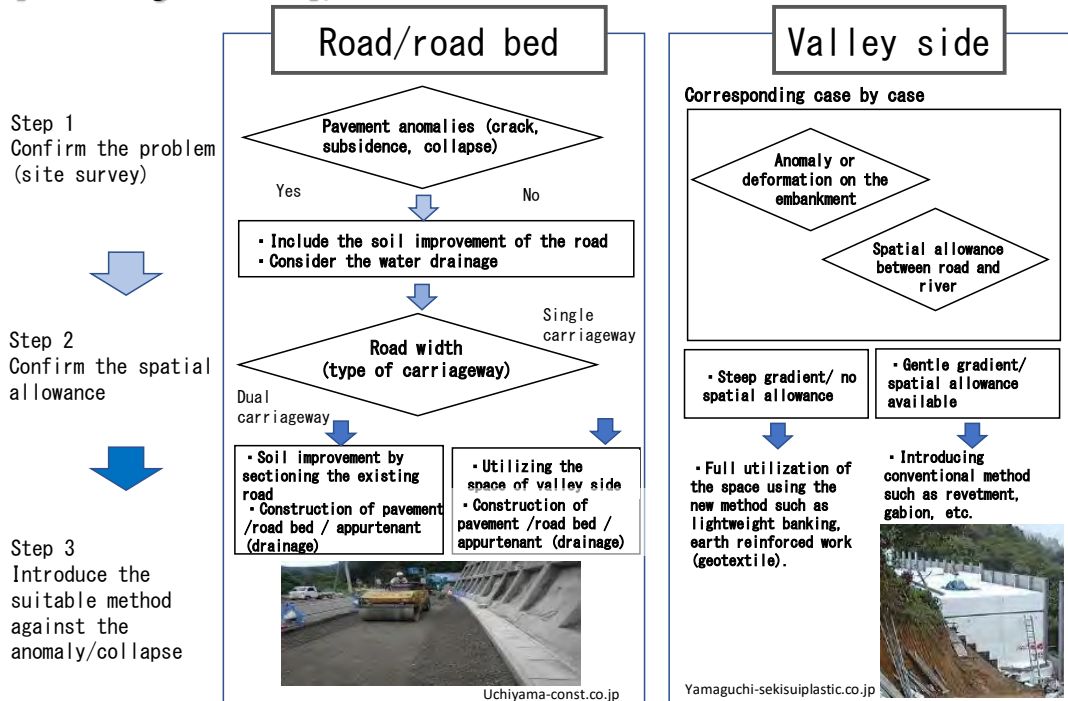 Road/road bed
Valley side
Step 1
Confirm the problem
(site survey)
Step 2
Confirm the spatial
allowance
Step 3
Introduce the
suitable method
against the
anomaly/collapse
Pavement anomalies (crack,
subsidence, collapse)
Yes
No
・Include the soil improvement of the road
・Consider the water drainage
Single
carriageway
Road width
(type of carriageway)
Dual
carriageway
・Soil improvement by
sectioning the existing
road
・Construction of pavement
/road bed / appurtenant
(drainage)
・Utilizing the
space of valley side
・Construction of
pavement /road bed /
appurtenant (drainage)
Uchiyama-const.co.jp
Corresponding case by case
Anomaly or
deformation on the
embankment
Spatial allowance
between road and
river
・Steep gradient/ no
spatial allowance
・Gentle gradient/
spatial allowance
available
・Full utilization of
the space using the
new method such as
lightweight banking,
earth reinforced work
(geotextile).
・Introducing
conventional method
such as revetment,
gabion, etc.
Yamaguchi-sekisuiplastic.co.jp